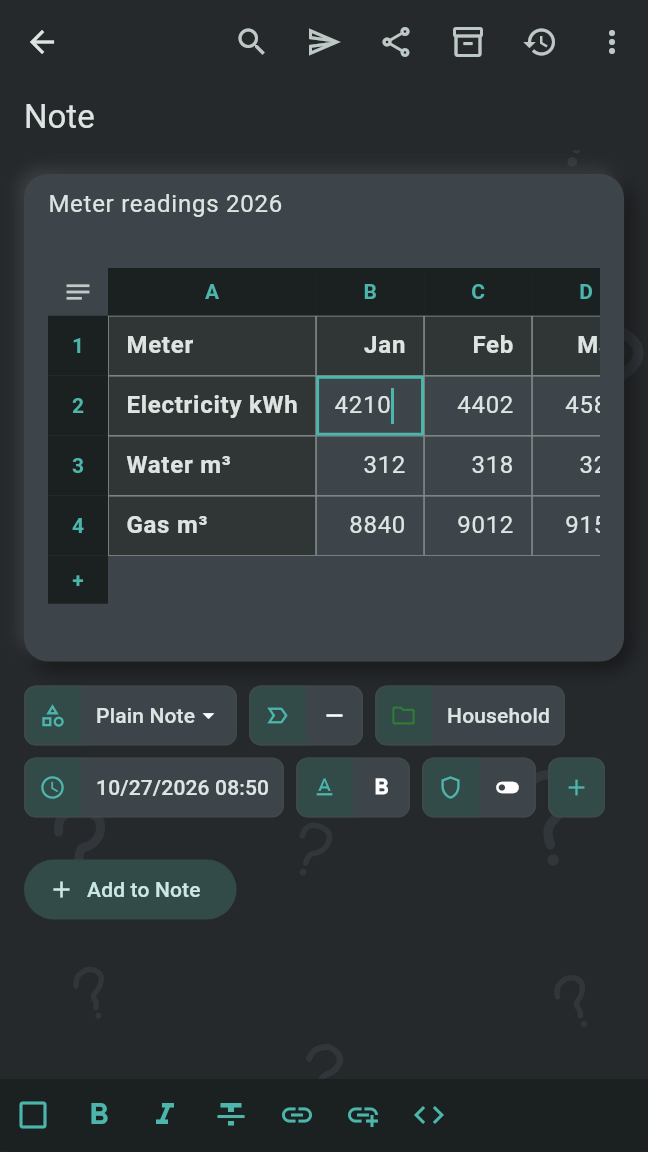 Note
Meter readings 2026
A B C D
1 Meter Jan Feb
2 Electricity kWh 4210 4402
3 Water m³ 312 318
4 Gas m³ 8840 9012
+
Plain Note
Household
10/27/2026 08:50 A B
+ Add to Note
B I